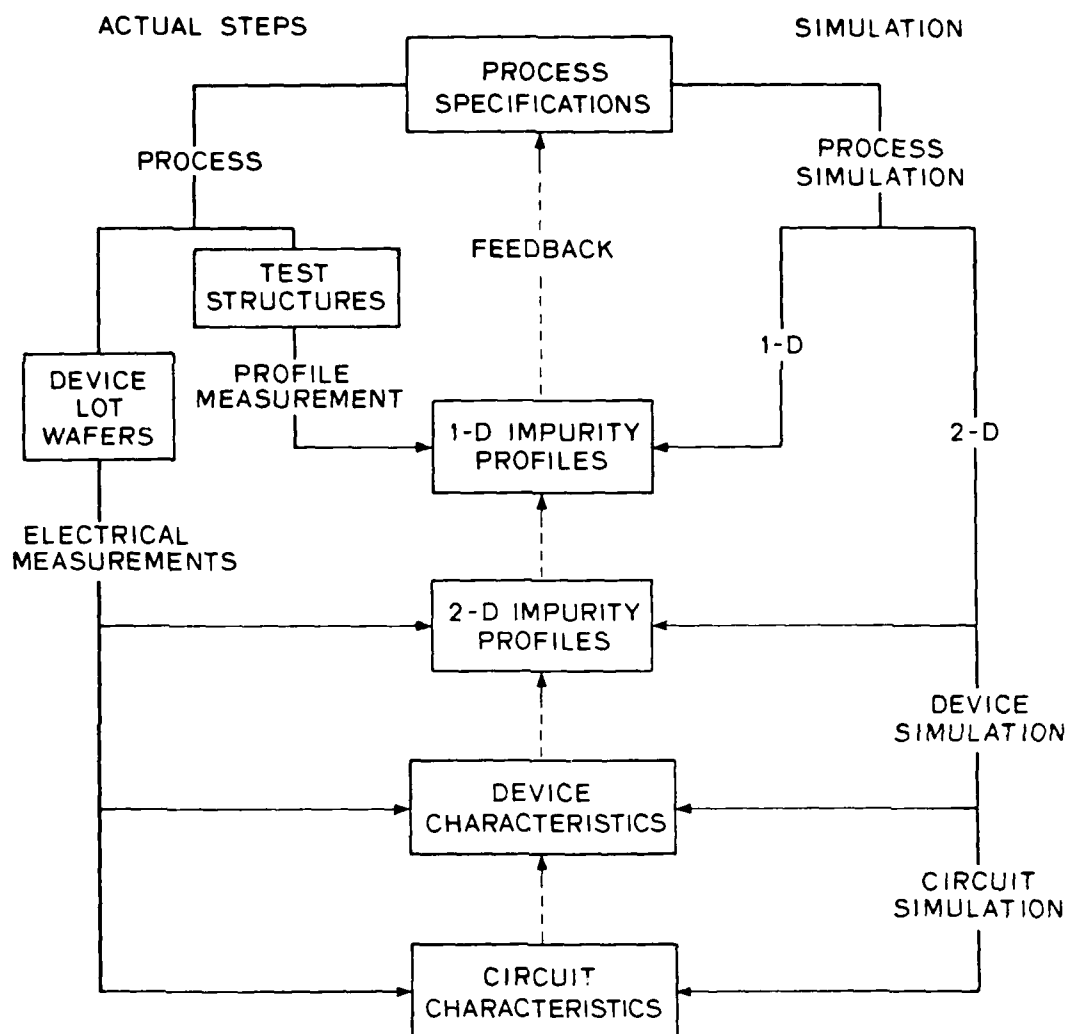 ACTUAL STEPS
SIMULATION
PROCESS
SPECIFICATIONS
PROCESS
PROCESS
SIMULATION
FEEDBACK
TEST
STRUCTURES
1-D
PROFILE
MEASUREMENT
DEVICE
LOT
WAFERS
1-D IMPURITY
PROFILES
2-D
ELECTRICAL
MEASUREMENTS
2-D IMPURITY
PROFILES
DEVICE
SIMULATION
DEVICE
CHARACTERISTICS
CIRCUIT
SIMULATION
CIRCUIT
CHARACTERISTICS